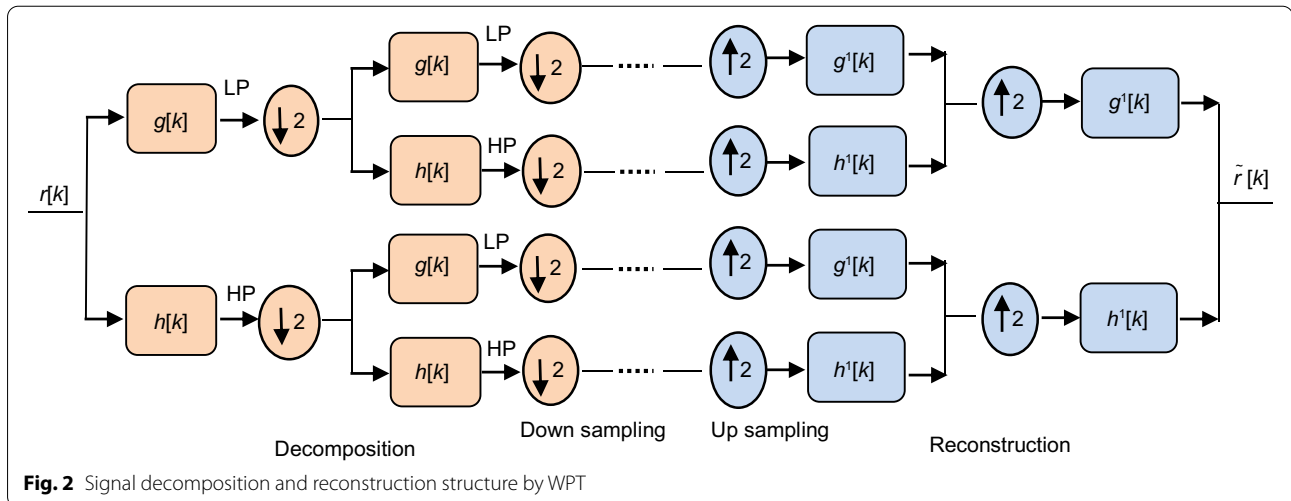 LP
g[k] ↓2 ...... ↑2 g¹[k]
LP
g[k] ↓2 ↑2 g¹[k]
HP
h[k] ↓2 ...... ↑2 h¹[k]
r[k] r̃ [k]
LP
g[k] ↓2 ...... ↑2 g¹[k]
HP
h[k] ↓2 ↑2 h¹[k]
HP
h[k] ↓2 ...... ↑2 h¹[k]
Down sampling Up sampling
Decomposition Reconstruction
Fig. 2 Signal decomposition and reconstruction structure by WPT